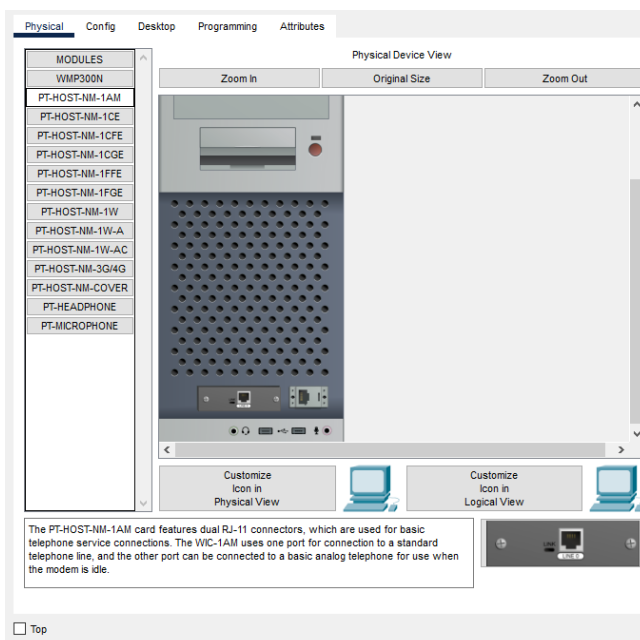 Physical Config Desktop Programming Attributes
MODULES
WMP300N
PT-HOST-NM-1AM
PT-HOST-NM-1CE
PT-HOST-NM-1CFE
PT-HOST-NM-1CGE
PT-HOST-NM-1FFE
PT-HOST-NM-1FGE
PT-HOST-NM-1W
PT-HOST-NM-1W-A
PT-HOST-NM-1W-AC
PT-HOST-NM-3G/4G
PT-HOST-NM-COVER
PT-HEADPHONE
PT-MICROPHONE
Physical Device View
Zoom In Original Size Zoom Out
Customize
Icon in
Physical View
Customize
Icon in
Logical View
The PT-HOST-NM-1AM card features dual RJ-11 connectors, which are used for basic
telephone service connections. The WIC-1AM uses one port for connection to a standard
telephone line, and the other port can be connected to a basic analog telephone for use when
the modem is idle.
LINK
LINE 0
Top